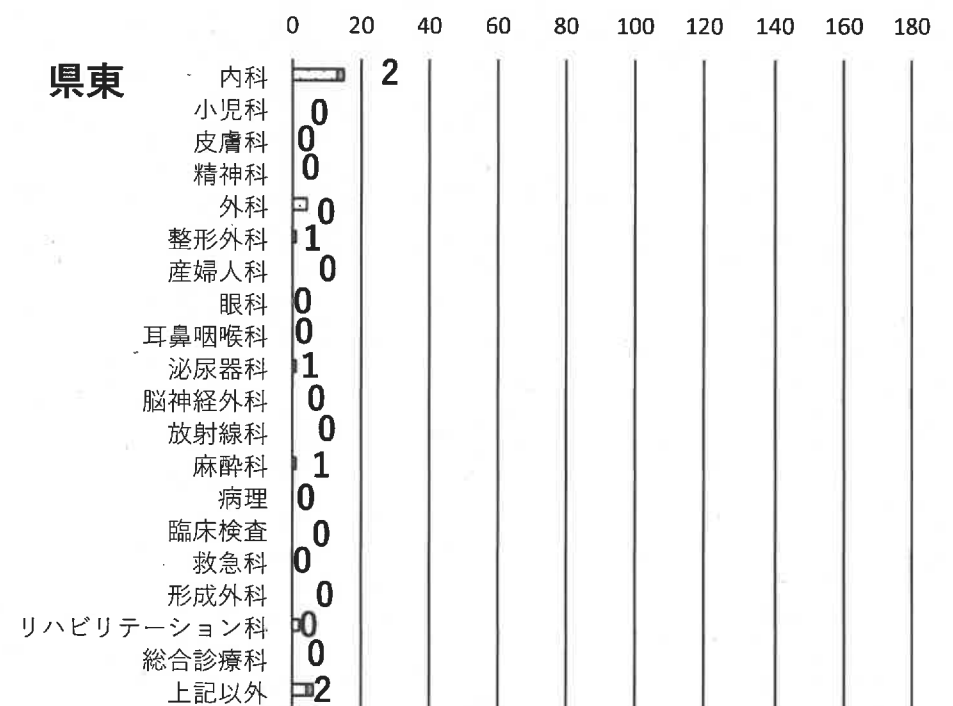 0 20 40 60 80 100 120 140 160 180
県東
内科 2
小児科 0
皮膚科 0
精神科 0
外科 0
整形外科 1
産婦人科 0
眼科 0
耳鼻咽喉科 0
泌尿器科 1
脳神経外科 0
放射線科 0
麻酔科 1
病理 0
臨床検査 0
救急科 0
形成外科 0
リハビリテーション科 0
総合診療科 0
上記以外 2